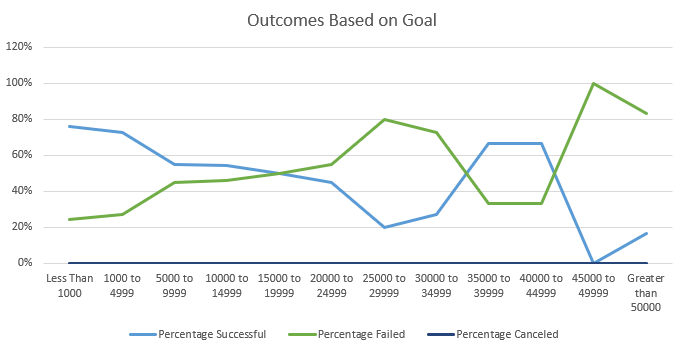 Outcomes Based on Goal
120%
100%
80%
60%
40%
20%
0%
Less Than 1000 to 5000 to 10000 to 15000 to 20000 to 25000 to 30000 to 35000 to 40000 to 45000 to Greater
1000 4999 9999 14999 19999 24999 29999 34999 39999 44999 49999 than
50000
Percentage Successful Percentage Failed Percentage Canceled